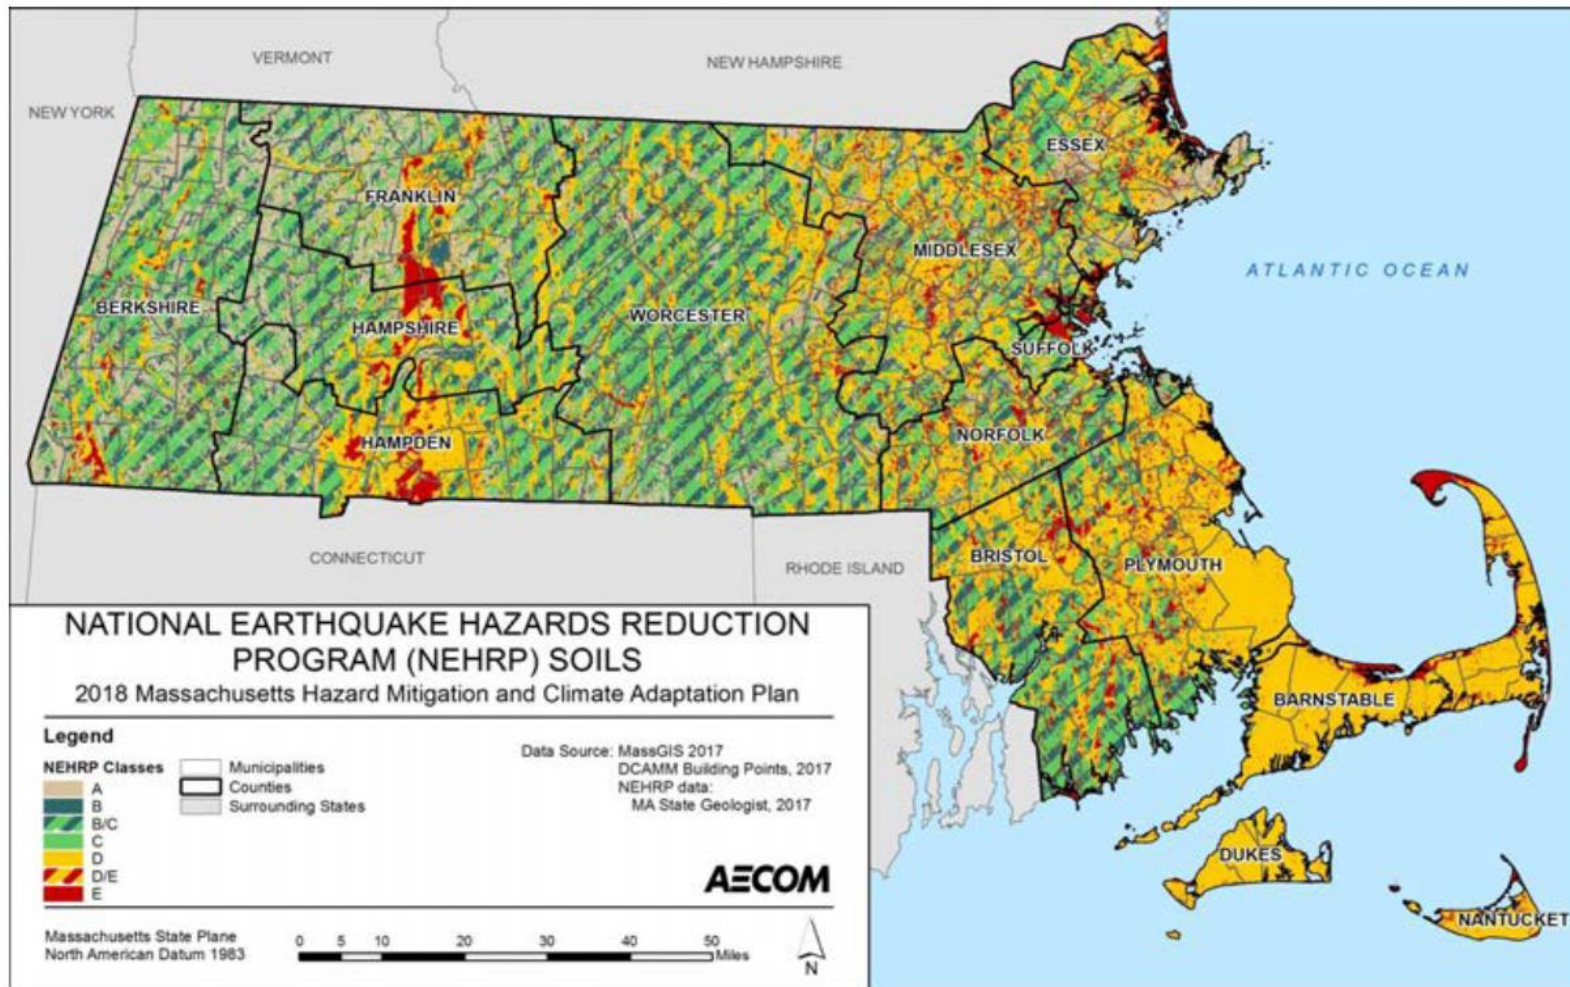 VERMONT
NEW HAMPSHIRE
NEW YORK
ESSEX
FRANKLIN
MIDDLESEX
ATLANTIC OCEAN
BERKSHIRE
WORCESTER
HAMPSHIRE
SUFFOLK
NORFOLK
HAMPDEN
CONNECTICUT
RHODE ISLAND
BRISTOL
PLYMOUTH
BARNSTABLE
DUKES
NANTUCKET
NATIONAL EARTHQUAKE HAZARDS REDUCTION
PROGRAM (NEHRP) SOILS
2018 Massachusetts Hazard Mitigation and Climate Adaptation Plan
Legend
NEHRP Classes
A
B
B/C
C
D
D/E
E
Municipalities
Counties
Surrounding States
Data Source: MassGIS 2017
DCAMM Building Points, 2017
NEHRP data:
MA State Geologist, 2017
AECOM
Massachusetts State Plane
North American Datum 1983
0 5 10 20 30 40 50
Miles
N